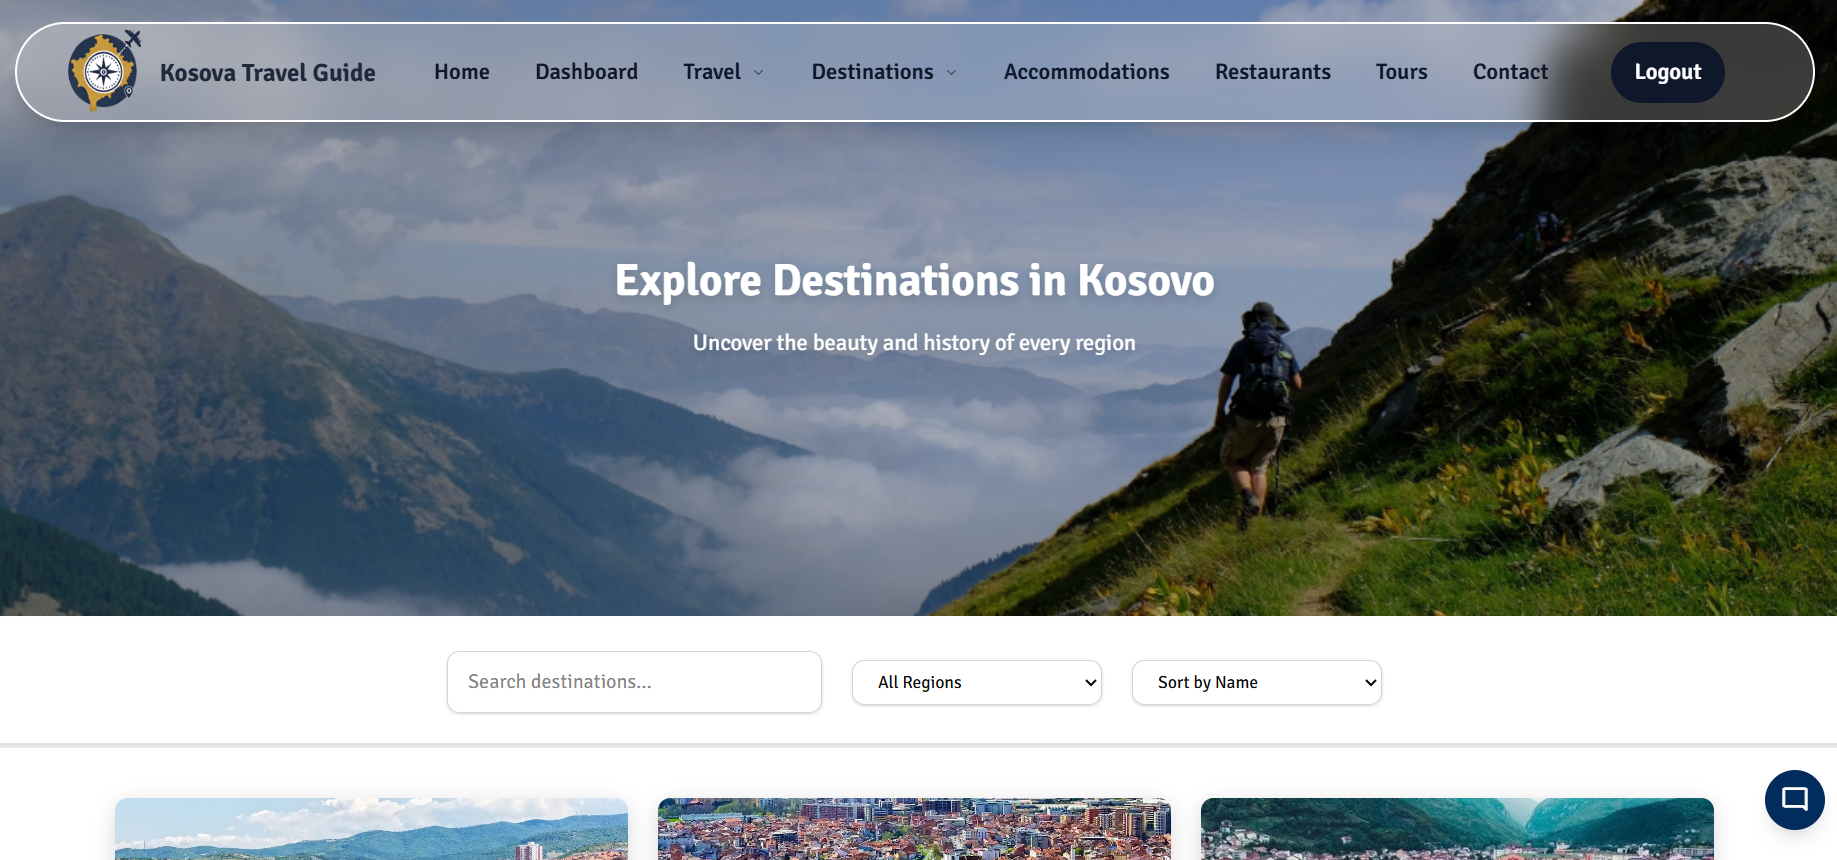 Kosova Travel Guide
Home
Dashboard
Travel
Destinations
Accommodations
Restaurants
Tours
Contact
Logout
Explore Destinations in Kosovo
Uncover the beauty and history of every region
Search destinations...
All Regions
Sort by Name